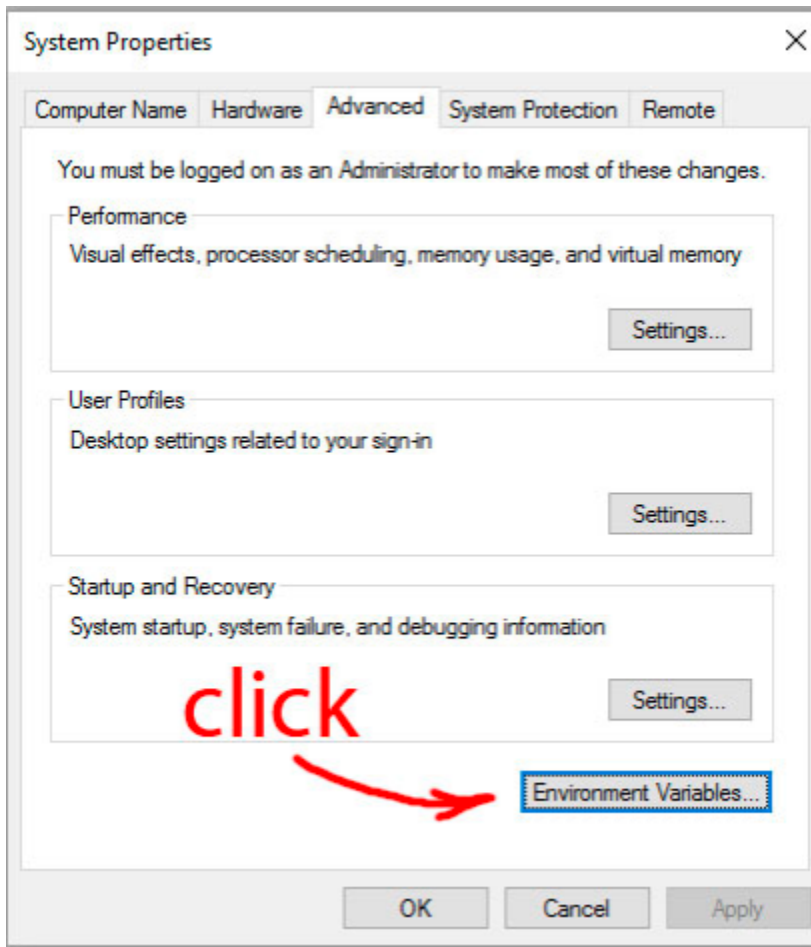 System Properties
Computer Name Hardware Advanced System Protection Remote
You must be logged on as an Administrator to make most of these changes.
Performance
Visual effects, processor scheduling, memory usage, and virtual memory
Settings...
User Profiles
Desktop settings related to your sign-in
Settings...
Startup and Recovery
System startup, system failure, and debugging information
click
Settings...
Environment Variables...
OK Cancel Apply